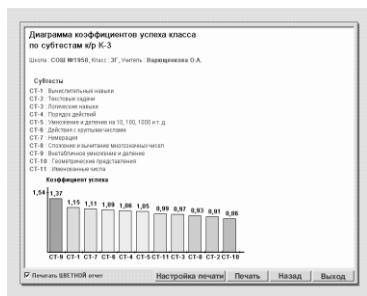 Диаграмма коэффициентов успеха класса
по субтестам к/р К-3
Школа : СОШ №1950, Класс : 3Г, Учитель : Варющенкова О.А.
Субтесты
СТ-1 : Вычислительные навыки
СТ-2 : Текстовые задачи
СТ-3 : Логические навыки
СТ-4 : Порядок действий
СТ-5 : Умножение и деление на 10, 100, 1000 и т. д.
СТ-6 : Действия с круглыми числами
СТ-7 : Нумерация
СТ-8 : Сложение и вычитание многозначных чисел
СТ-9 : Внетабличное умножение и деление
СТ-10 : Геометрические представления
СТ-11 : Именованные числа
Коэффициент успеха
1,54
1,37 1,15 1,11 1,09 1,06 1,05 0,99 0,97 0,93 0,91 0,86
СТ-9 СТ-1 СТ-7 СТ-6 СТ-4 СТ-5 СТ-11 СТ-3 СТ-8 СТ-2 СТ-10
Печатать ЦВЕТНОЙ отчет
Настройка печати Печать Назад Выход